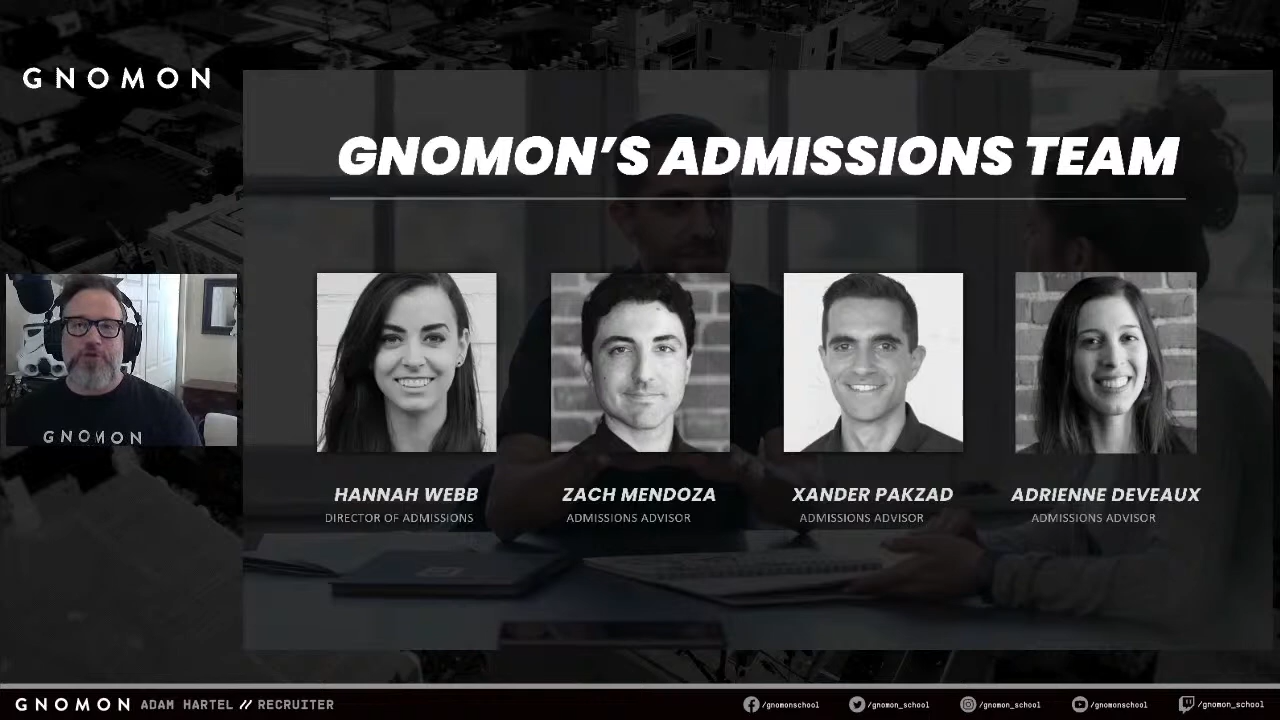 GNOMON
GNOMON'S ADMISSIONS TEAM
GNOMON
HANNAH WEBB
DIRECTOR OF ADMISSIONS
ZACH MENDOZA
ADMISSIONS ADVISOR
XANDER PAKZAD
ADMISSIONS ADVISOR
ADRIENNE DEVEAUX
ADMISSIONS ADVISOR
GNOMON ADAM HARTEL // RECRUITER
/gnomonschool
/gnomon_school
/gnomon_school
/gnomonschool
/gnomon_school